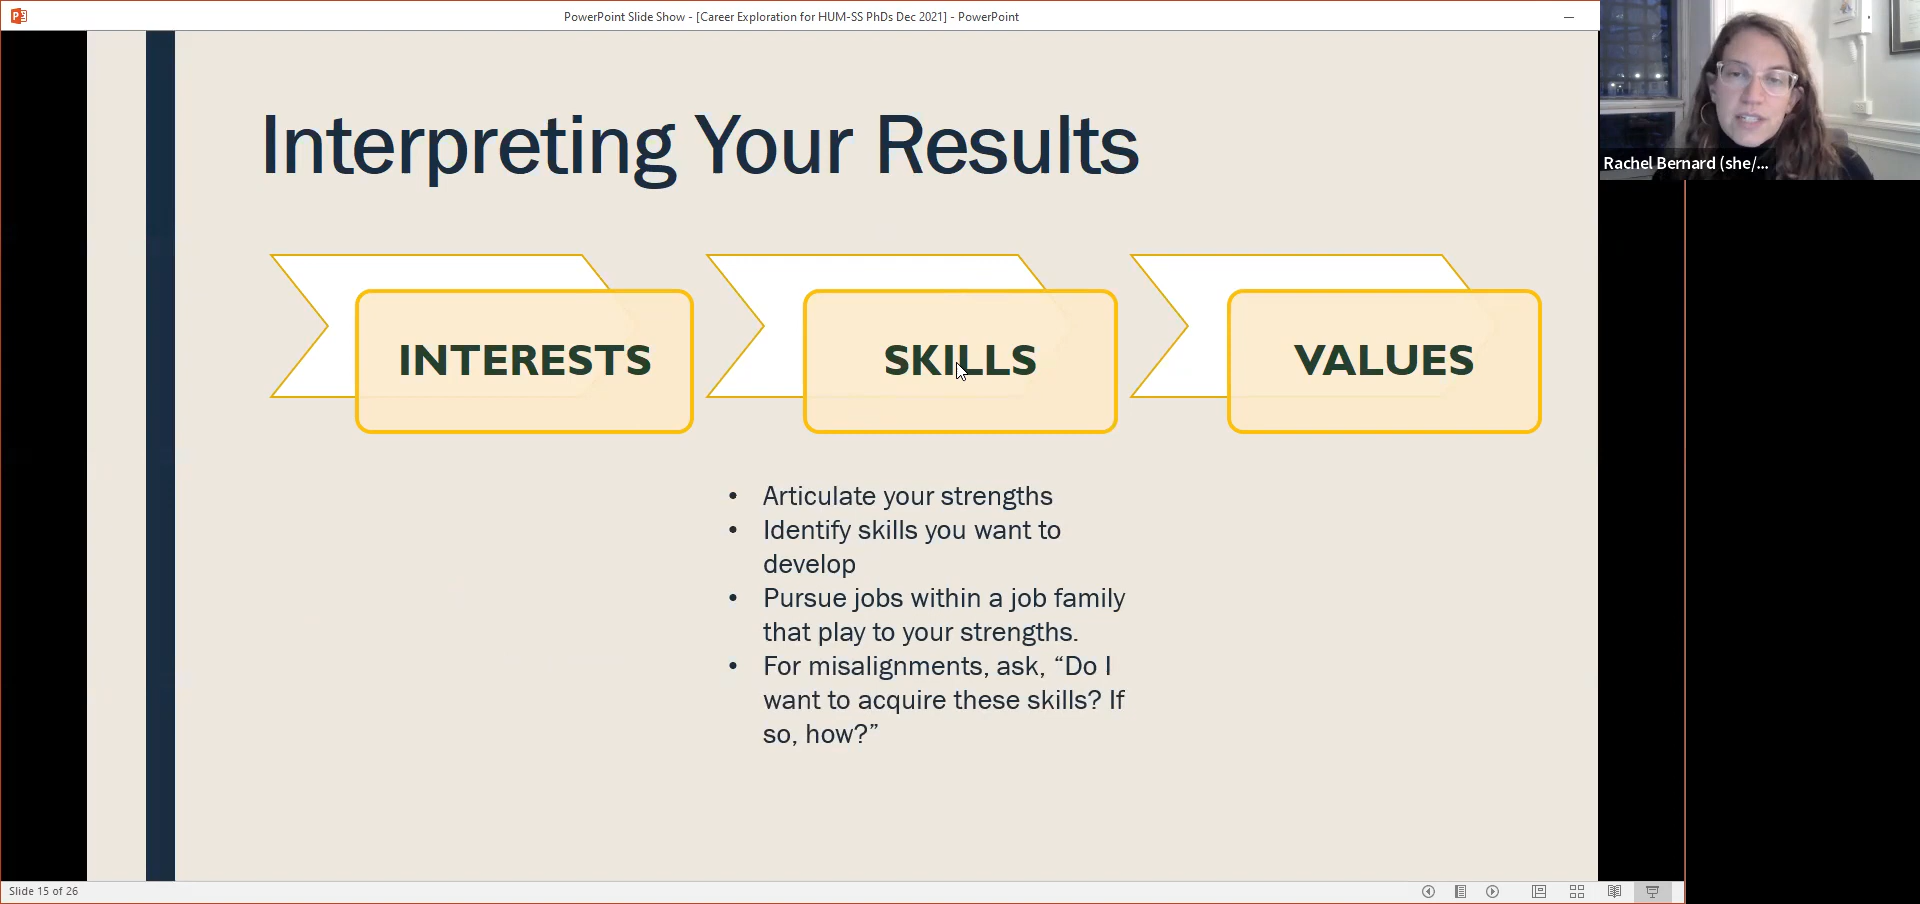 PowerPoint Slide Show - [Career Exploration for HUM-SS PhDs Dec 2021] - PowerPoint
Rachel Bernard (she/...
Interpreting Your Results
INTERESTS
SKILLS
VALUES
• Articulate your strengths
• Identify skills you want to
develop
• Pursue jobs within a job family
that play to your strengths.
• For misalignments, ask, “Do I
want to acquire these skills? If
so, how?”
Slide 15 of 26